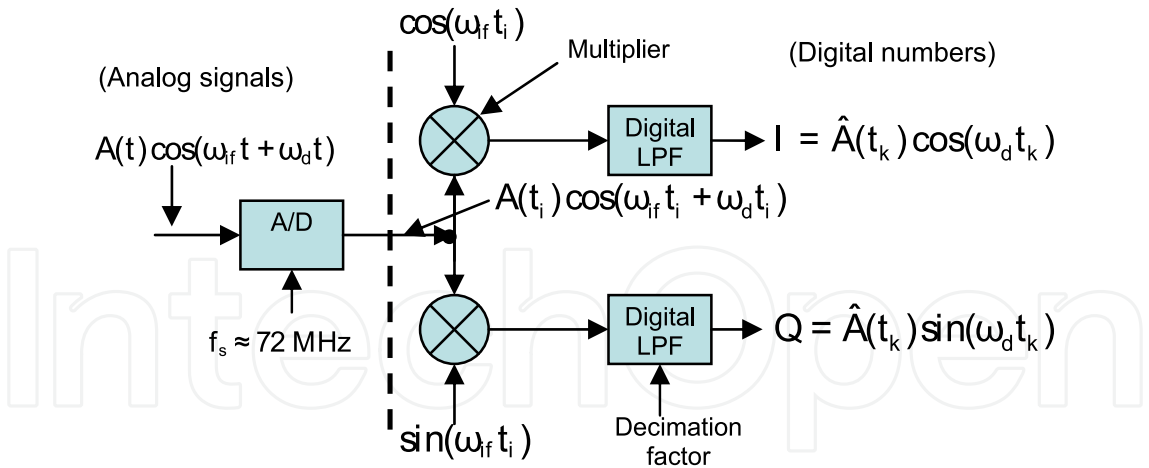 cos(ω_if t_i)
Multiplier
(Digital numbers)
(Analog signals)
A(t) cos(ω_if t + ω_d t)
Digital
LPF
I = Â(t_k) cos(ω_d t_k)
A(t_i) cos(ω_if t_i + ω_d t_i)
A/D
f_s ≈ 72 MHz
Digital
LPF
Q = Â(t_k) sin(ω_d t_k)
sin(ω_if t_i)
Decimation
factor
IntechOpen